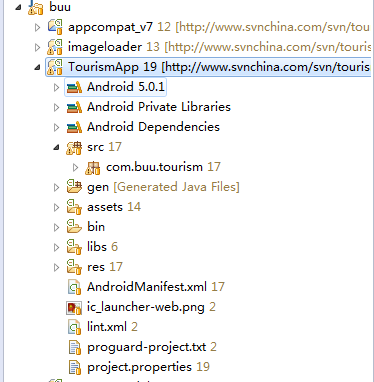 buu
appcompat_v7 12 [http://www.svnchina.com/svn/tou
imageloader 13 [http://www.svnchina.com/svn/touri
TourismApp 19 [http://www.svnchina.com/svn/touris
Android 5.0.1
Android Private Libraries
Android Dependencies
src 17
com.buu.tourism 17
gen [Generated Java Files]
assets 14
bin
libs 6
res 17
AndroidManifest.xml 17
ic_launcher-web.png 2
lint.xml 2
proguard-project.txt 2
project.properties 19